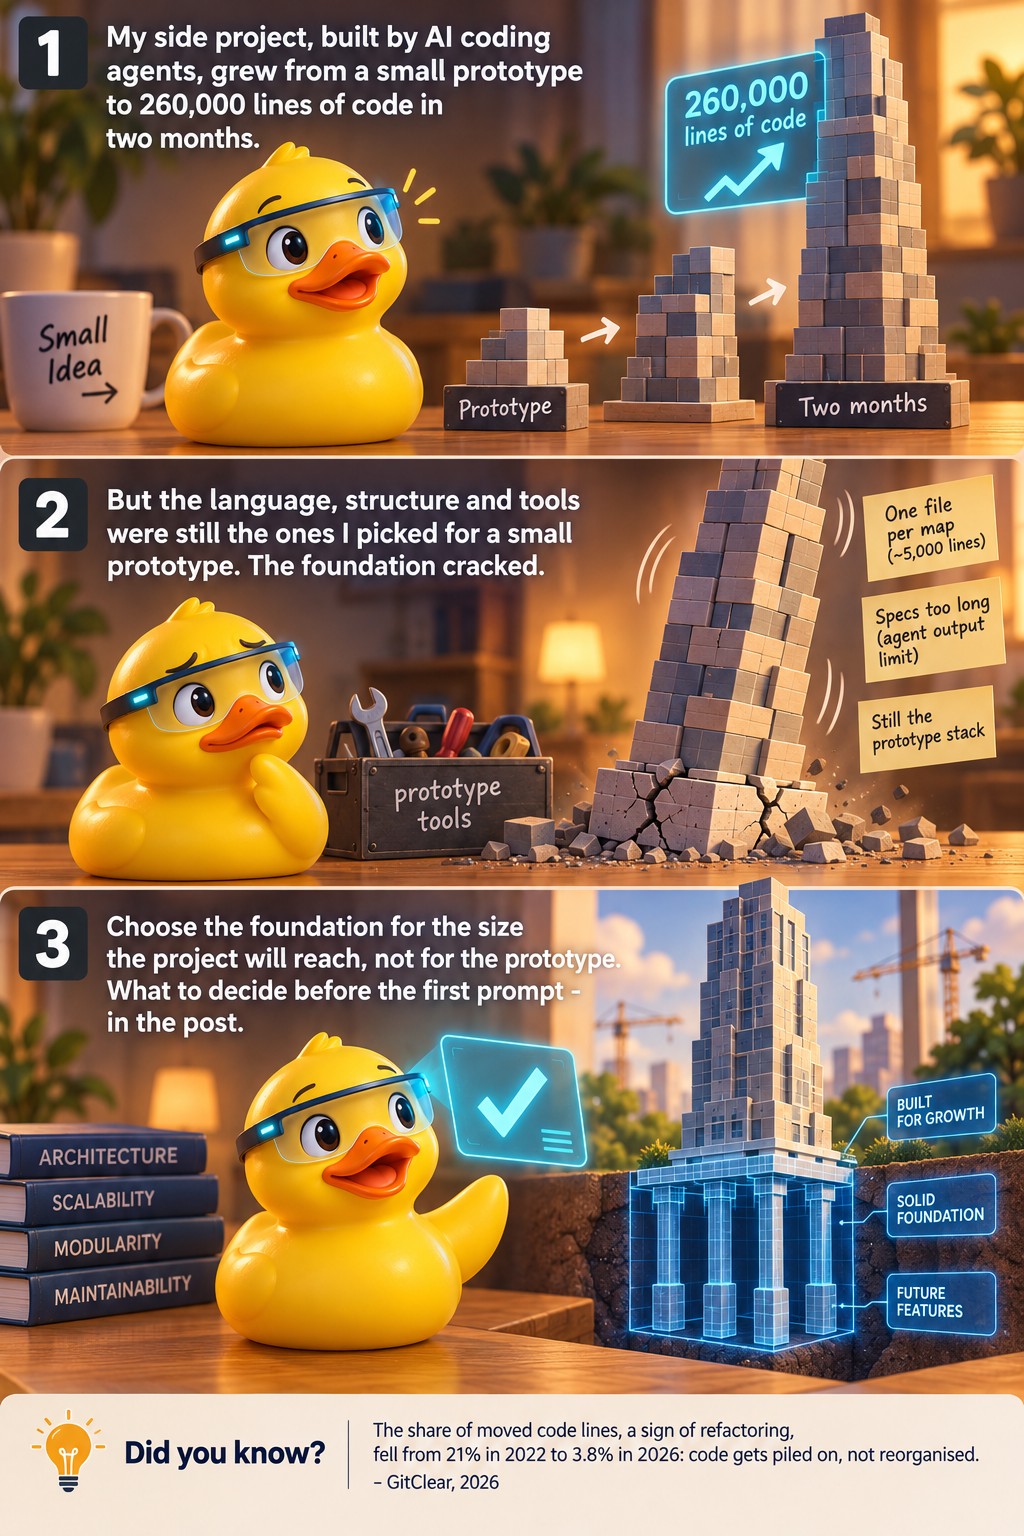 1
My side project, built by AI coding
agents, grew from a small prototype
to 260,000 lines of code in
two months.
260,000
lines of code
Small
Idea
Prototype
Two months
2
But the language, structure and tools
were still the ones I picked for a small
prototype. The foundation cracked.
One file
per map
(~5,000 lines)
Specs too long
(agent output
limit)
Still the
prototype stack
prototype
tools
3
Choose the foundation for the size
the project will reach, not for the prototype.
What to decide before the first prompt -
in the post.
ARCHITECTURE
SCALABILITY
MODULARITY
MAINTAINABILITY
BUILT
FOR GROWTH
SOLID
FOUNDATION
FUTURE
FEATURES
Did you know?
The share of moved code lines, a sign of refactoring,
fell from 21% in 2022 to 3.8% in 2026: code gets piled on, not reorganised.
– GitClear, 2026